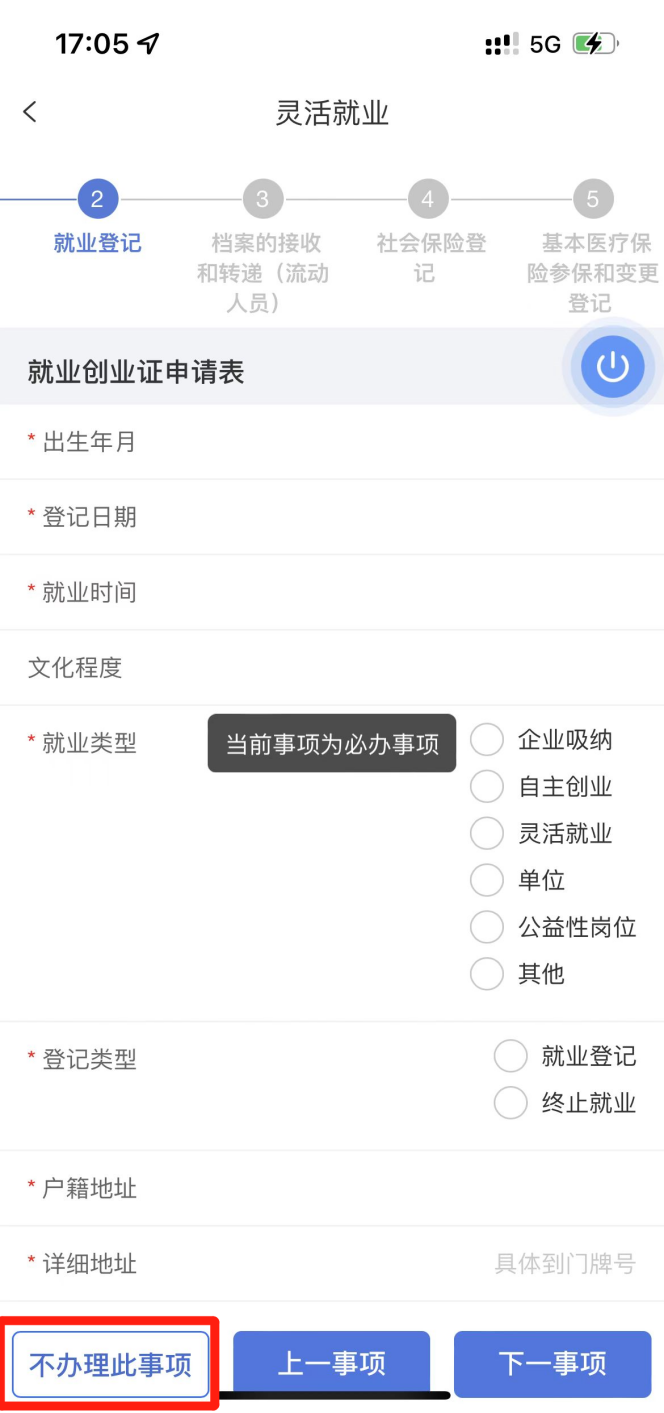 17:05
5G
灵活就业
2
3
4
5
就业登记
档案的接收
和转递（流动
人员）
社会保险登
记
基本医疗保
险参保和变更
登记
就业创业证申请表
* 出生年月
* 登记日期
* 就业时间
文化程度
* 就业类型
当前事项为必办事项
企业吸纳
自主创业
灵活就业
单位
公益性岗位
其他
* 登记类型
就业登记
终止就业
* 户籍地址
* 详细地址
具体到门牌号
不办理此事项
上一事项
下一事项